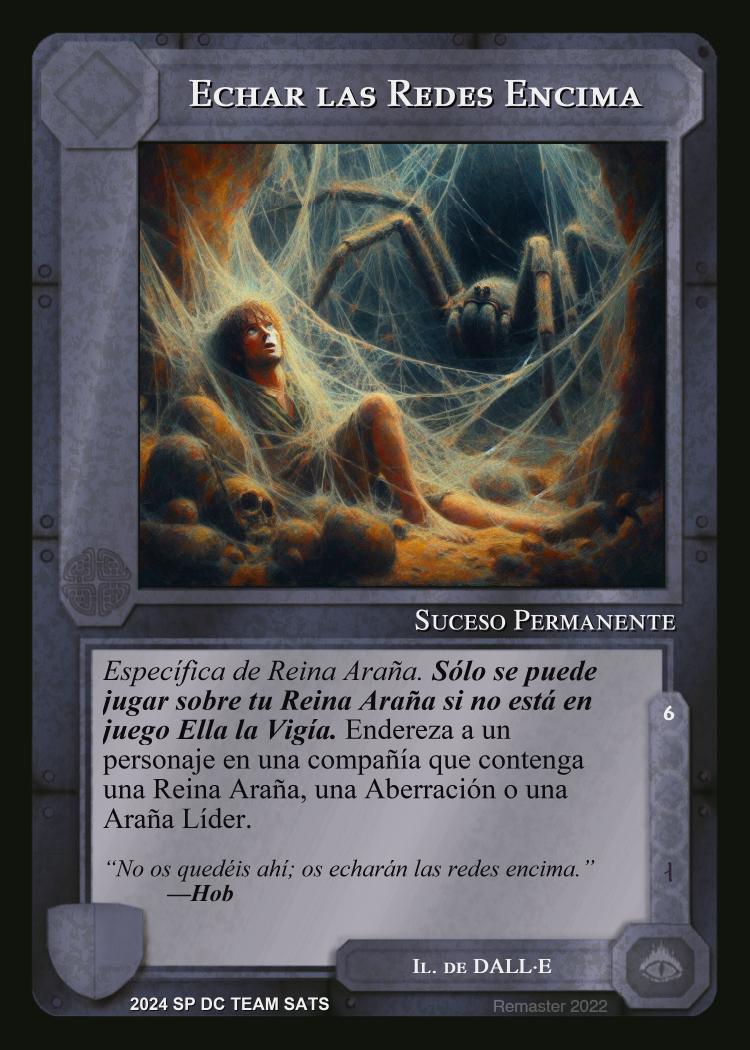 Echar las Redes Encima
Suceso Permanente
Específica de Reina Araña. Sólo se puede
jugar sobre tu Reina Araña si no está en
juego Ella la Vigía. Endereza a un
personaje en una compañía que contenga
una Reina Araña, una Aberración o una
Araña Líder.
6
“No os quedéis ahí; os echarán las redes encima.”
—Hob
Il. de DALL·E
2024 SP DC TEAM SATS
Remaster 2022